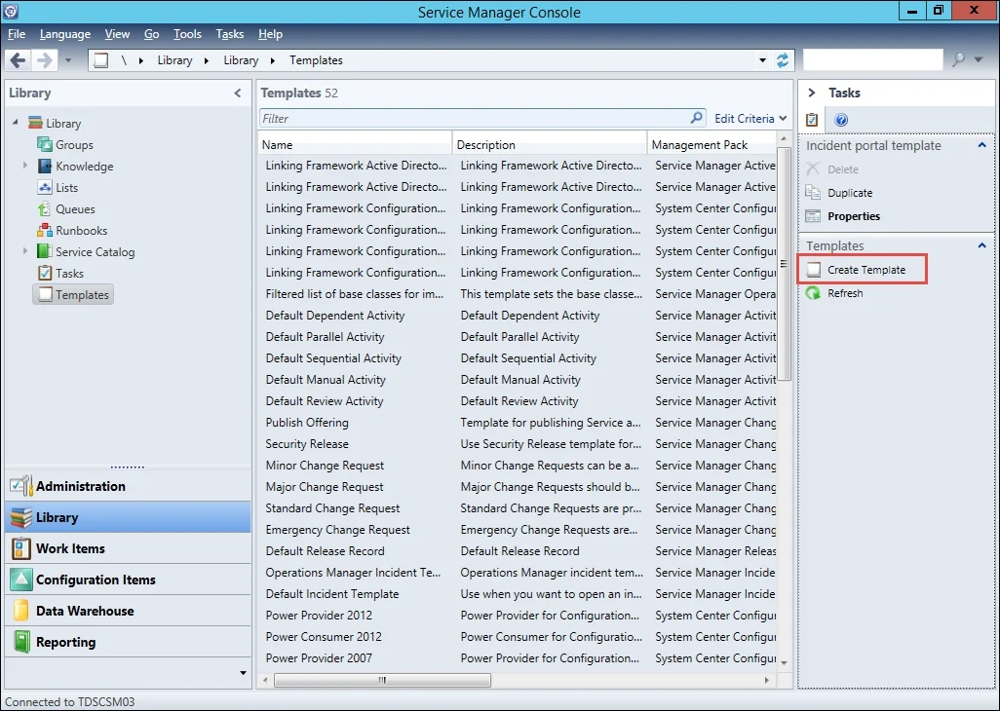 Service Manager Console
File Language View Go Tools Tasks Help
\ Library Library Templates
Library
Library
Groups
Knowledge
Lists
Queues
Runbooks
Service Catalog
Tasks
Templates
Administration
Library
Work Items
Configuration Items
Data Warehouse
Reporting
Templates 52
Filter Edit Criteria
Name Description Management Pack
Linking Framework Active Directo... Linking Framework Active Directo... Service Manager Active
Linking Framework Active Directo... Linking Framework Active Directo... Service Manager Active
Linking Framework Configuration... Linking Framework Configuration... System Center Configur
Linking Framework Configuration... Linking Framework Configuration... System Center Configur
Linking Framework Configuration... Linking Framework Configuration... System Center Configur
Linking Framework Configuration... Linking Framework Configuration... System Center Configur
Filtered list of base classes for im... This template sets the base classe... Service Manager Opera
Default Dependent Activity Default Dependent Activity Service Manager Activit
Default Parallel Activity Default Parallel Activity Service Manager Activit
Default Sequential Activity Default Sequential Activity Service Manager Activit
Default Manual Activity Default Manual Activity Service Manager Activit
Default Review Activity Default Review Activity Service Manager Activit
Publish Offering Template for publishing Service a... Service Manager Chang
Security Release Use Security Release template for... Service Manager Chang
Minor Change Request Minor Change Requests can be a... Service Manager Chang
Major Change Request Major Change Requests should b... Service Manager Chang
Standard Change Request Standard Change Requests are pr... Service Manager Chang
Emergency Change Request Emergency Change Requests are... Service Manager Chang
Default Release Record Default Release Record Service Manager Releas
Operations Manager Incident Te... Operations Manager incident tem... Service Manager Incide
Default Incident Template Use when you want to open an in... Service Manager Incide
Power Provider 2012 Power Provider for Configuration... System Center Configur
Power Consumer 2012 Power Consumer for Configuratio... System Center Configur
Power Provider 2007 Power Provider for Configuration... System Center Configur
Tasks
Incident portal template
Delete
Duplicate
Properties
Templates
Create Template
Refresh
Connected to TDSCSM03